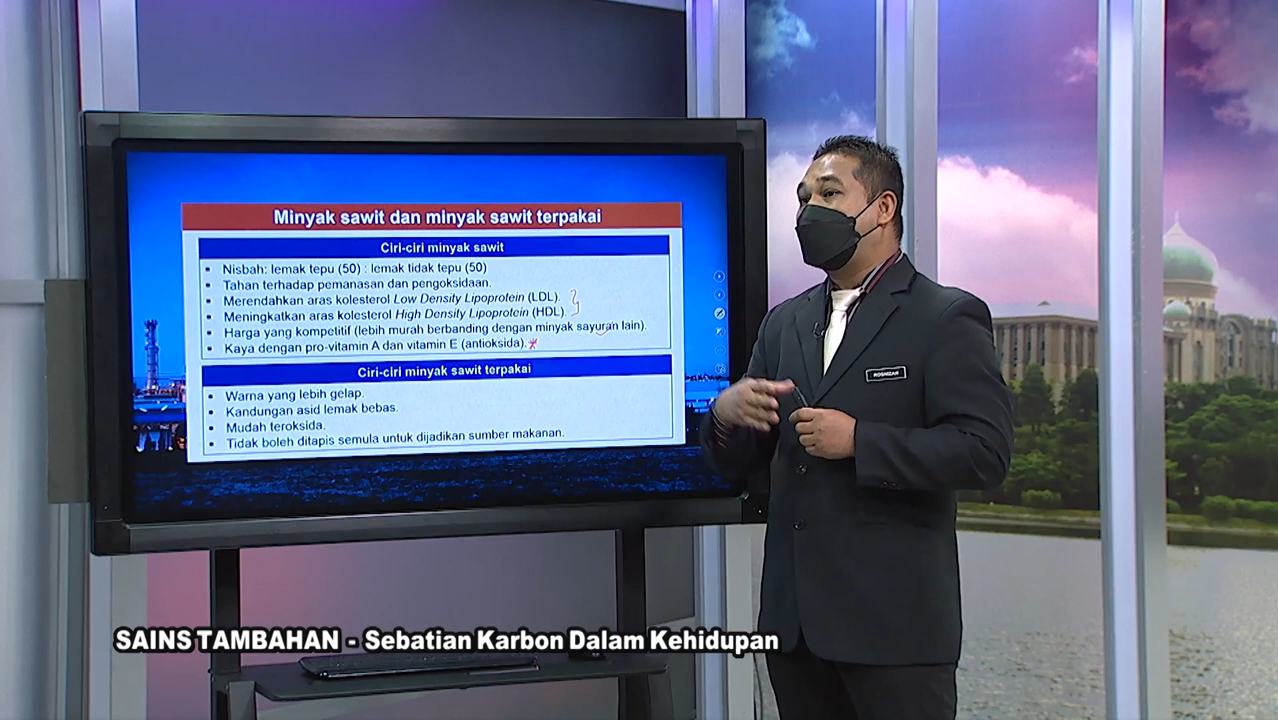 Minyak sawit dan minyak sawit terpakai
Ciri-ciri minyak sawit
▪ Nisbah: lemak tepu (50) : lemak tidak tepu (50)
▪ Tahan terhadap pemanasan dan pengoksidaan.
▪ Merendahkan aras kolesterol Low Density Lipoprotein (LDL).
▪ Meningkatkan aras kolesterol High Density Lipoprotein (HDL).
▪ Harga yang kompetitif (lebih murah berbanding dengan minyak sayuran lain).
▪ Kaya dengan pro-vitamin A dan vitamin E (antioksida).
Ciri-ciri minyak sawit terpakai
▪ Warna yang lebih gelap.
▪ Kandungan asid lemak bebas.
▪ Mudah teroksida.
▪ Tidak boleh ditapis semula untuk dijadikan sumber makanan.
ROSMIZAH
SAINS TAMBAHAN - Sebatian Karbon Dalam Kehidupan